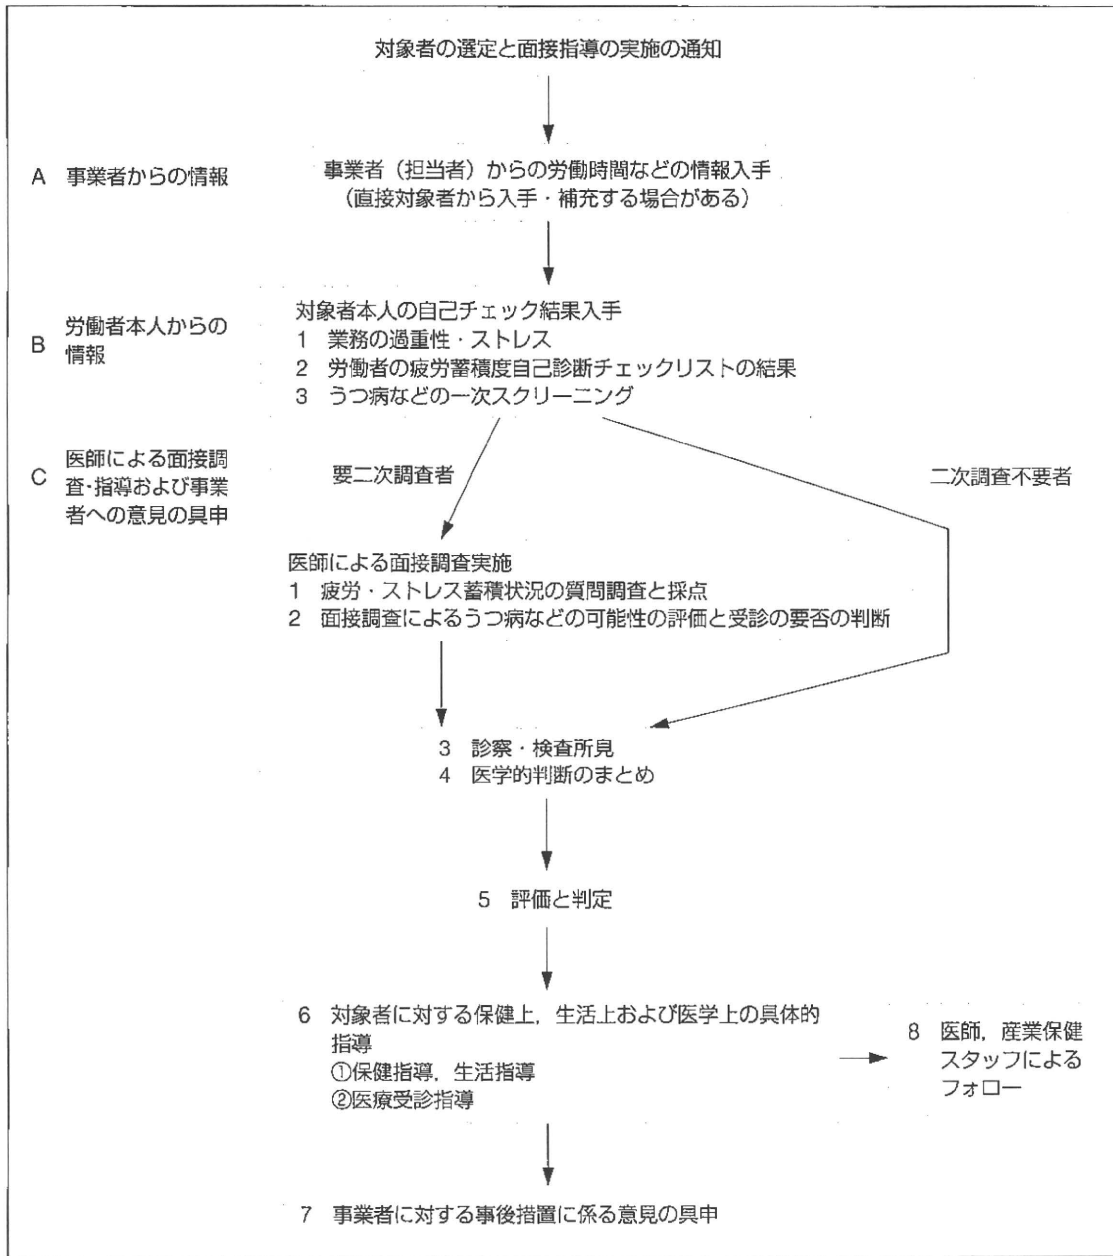 対象者の選定と面接指導の実施の通知
A 事業者からの情報
事業者（担当者）からの労働時間などの情報入手
（直接対象者から入手・補充する場合がある）
B 労働者本人からの
情報
対象者本人の自己チェック結果入手
1 業務の過重性・ストレス
2 労働者の疲労蓄積度自己診断チェックリストの結果
3 うつ病などの一次スクリーニング
C 医師による面接調
査・指導および事業
者への意見の具申
要二次調査者
二次調査不要者
医師による面接調査実施
1 疲労・ストレス蓄積状況の質問調査と採点
2 面接調査によるうつ病などの可能性の評価と受診の要否の判断
3 診察・検査所見
4 医学的判断のまとめ
5 評価と判定
6 対象者に対する保健上，生活上および医学上の具体的
指導
①保健指導，生活指導
②医療受診指導
8 医師，産業保健
スタッフによる
フォロー
7 事業者に対する事後措置に係る意見の具申